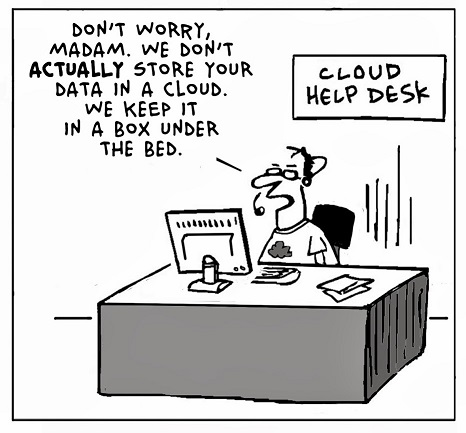 DON'T WORRY,
MADAM. WE DON'T
ACTUALLY STORE YOUR
DATA IN A CLOUD.
WE KEEP IT
IN A BOX UNDER
THE BED.
CLOUD
HELP DESK